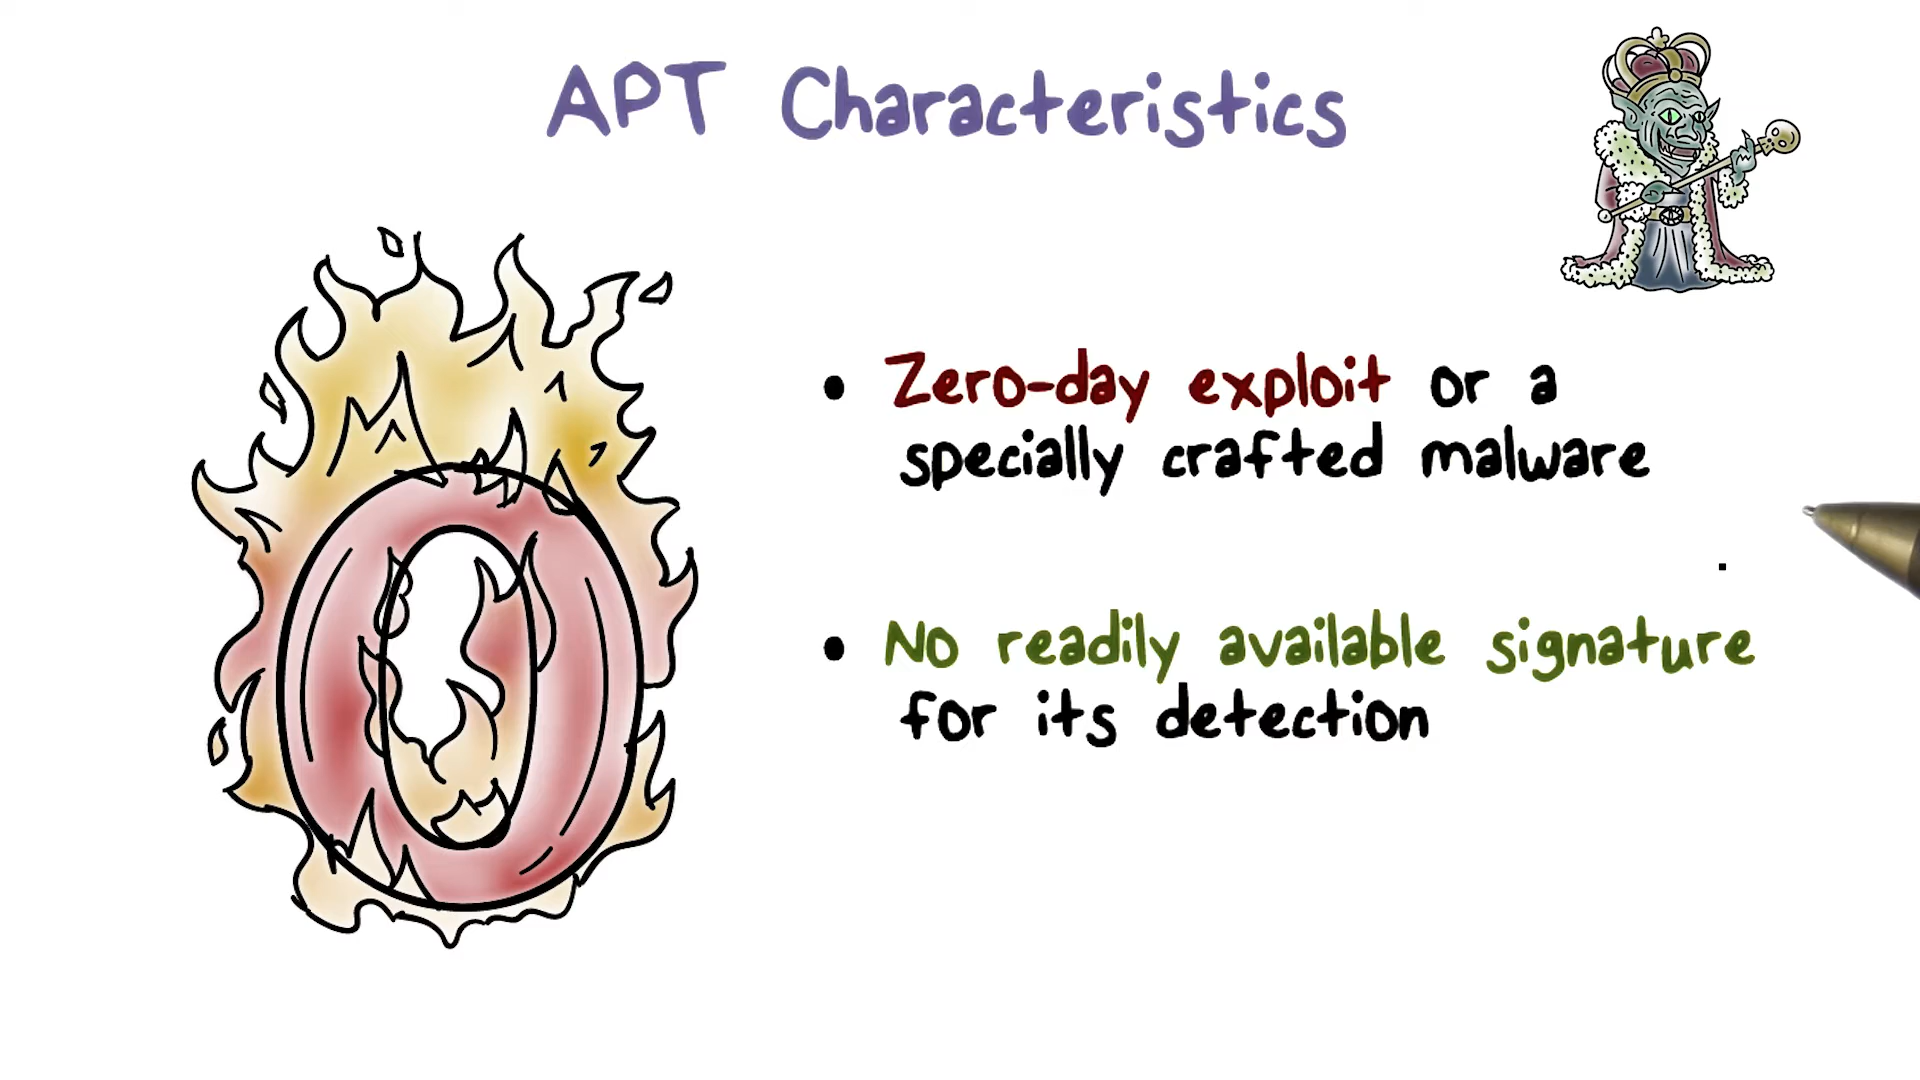 APT Characteristics
• Zero-day exploit or a
specially crafted malware
• No readily available signature
for its detection